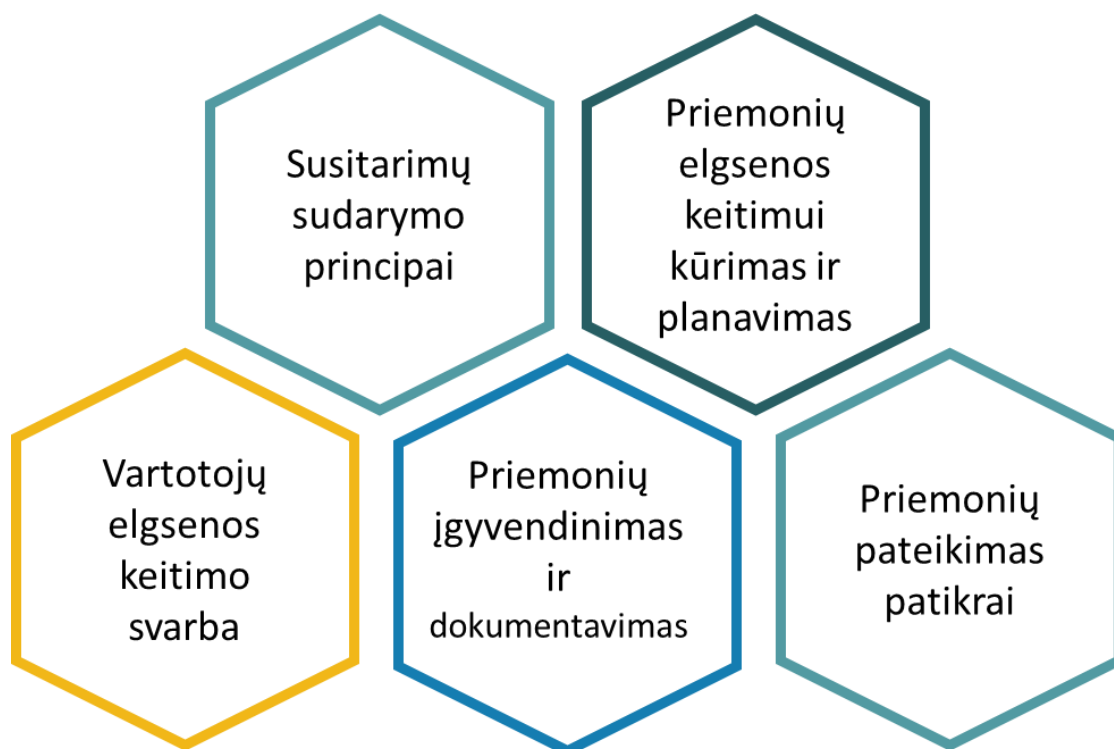 Susitarimų
sudarymo
principai
Priemonių
elgsenos
keitimui
kūrimas ir
planavimas
Vartotojų
elgsenos
keitimo
svarba
Priemonių
įgyvendinimas
ir
dokumentavimas
Priemonių
pateikimas
patikrai